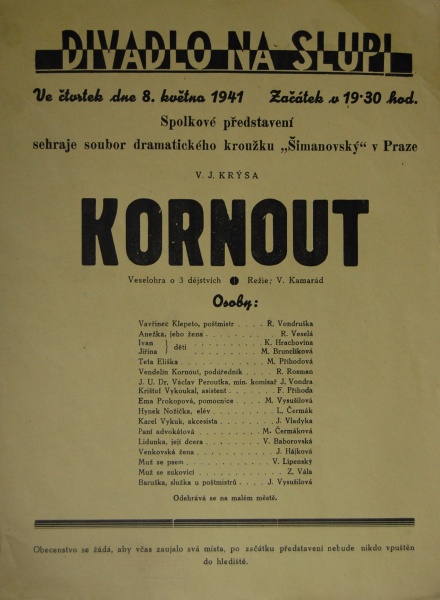 DIVADLO NA SLUPI
Ve čtvrtek dne 8. května 1941 Začátek v 19·30 hod.
Spolkové představení
sehraje soubor dramatického kroužku „Šimanovský" v Praze
V. J. KRÝSA
KORNOUT
Veselohra o 3 dějstvích Režie: V. Kamarád
Osoby:
Vavřinec Klepeto, poštmistr . . . . R. Vondruška
Anežka, jeho žena . . . . . . . . . R. Veselá
Ivan } děti . . . . . . . K. Hrachovina
Jiřina } . . . . . . . M. Brunclíková
Teta Eliška . . . . . . . . . . M. Příhodová
Vendelín Kornout, podúředník . . . . R. Rosman
J. U. Dr. Václav Peroutka, min. komisař J. Vondra
Krištof Vykoukal, asistent . . . . . . F. Příhoda
Ema Prokopová, pomocnice . . . M. Vysušilová
Hynek Nožička, elév . . . . . . . . L. Čermák
Karel Vykuk, akcesista . . . . . . . J. Vladyka
Paní advokátová . . . . . . . M. Čermáková
Lidunka, její dcera . . . . . . V. Báborovská
Venkovská žena . . . . . . . . . J. Hájková
Muž se psem . . . . . . . . . . V. Lipenský
Muž se sukovicí . . . . . . . . . . Z. Vála
Baruška, služka u poštmistrů . . J. Vysušilová
Odehrává se na malém městě.
Obecenstvo se žádá, aby včas zaujalo svá místa, po začátku představení nebude nikdo vpuštěn
do hlediště.